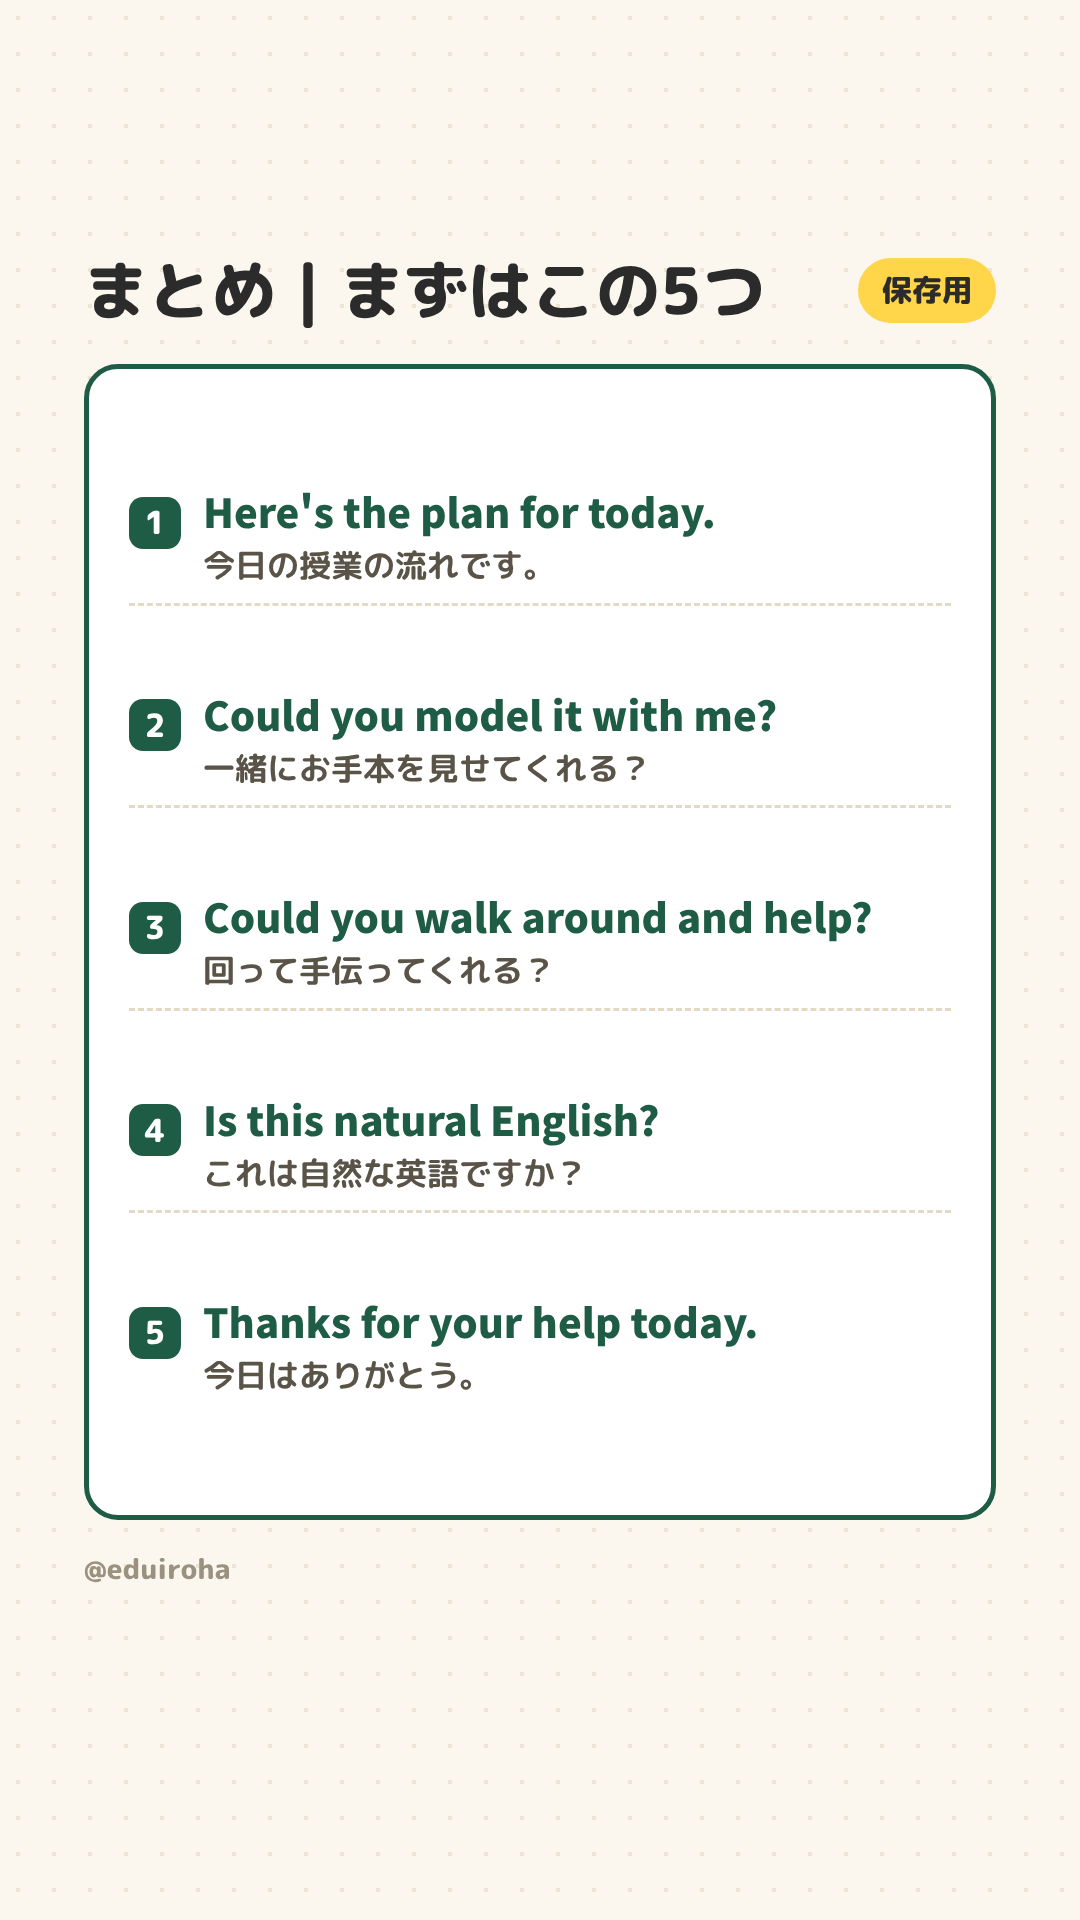 まとめ｜まずはこの5つ
保存用
1 Here's the plan for today.
今日の授業の流れです。
2 Could you model it with me?
一緒にお手本を見せてくれる？
3 Could you walk around and help?
回って手伝ってくれる？
4 Is this natural English?
これは自然な英語ですか？
5 Thanks for your help today.
今日はありがとう。
@eduiroha